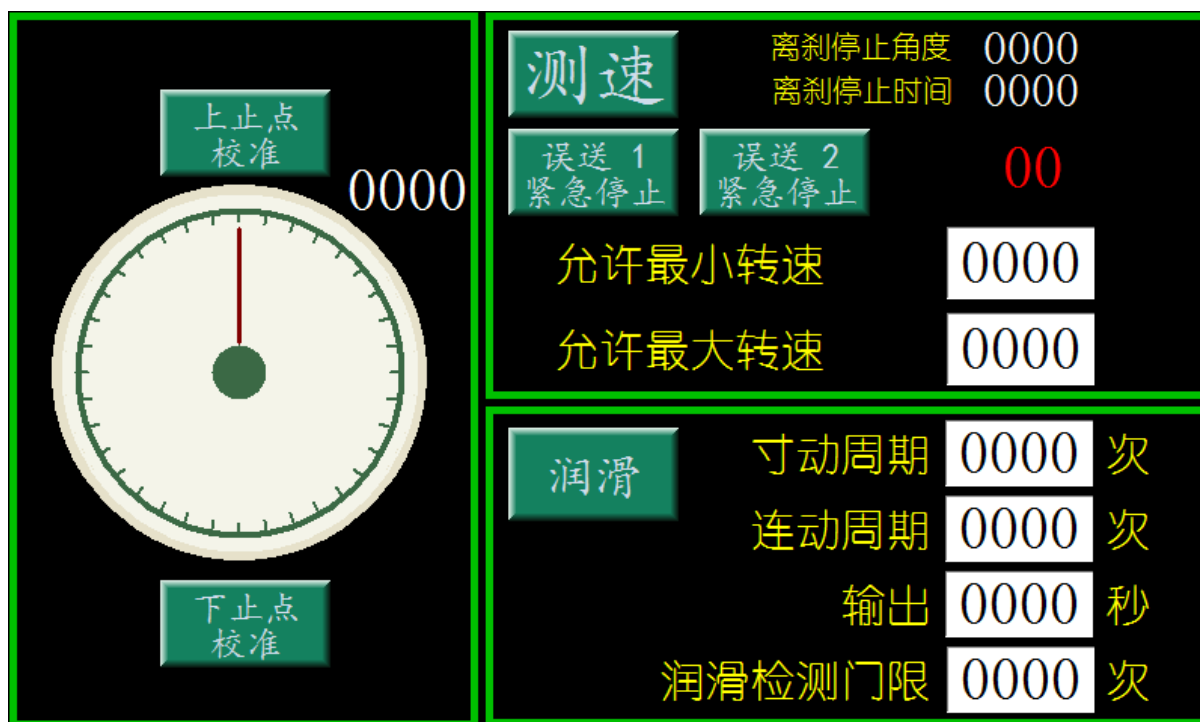 上止点
校准
0000
下止点
校准
测速
离刹停止角度 0000
离刹停止时间 0000
误送 1
紧急停止
误送 2
紧急停止
00
允许最小转速 0000
允许最大转速 0000
润滑
寸动周期 0000 次
连动周期 0000 次
输出 0000 秒
润滑检测门限 0000 次